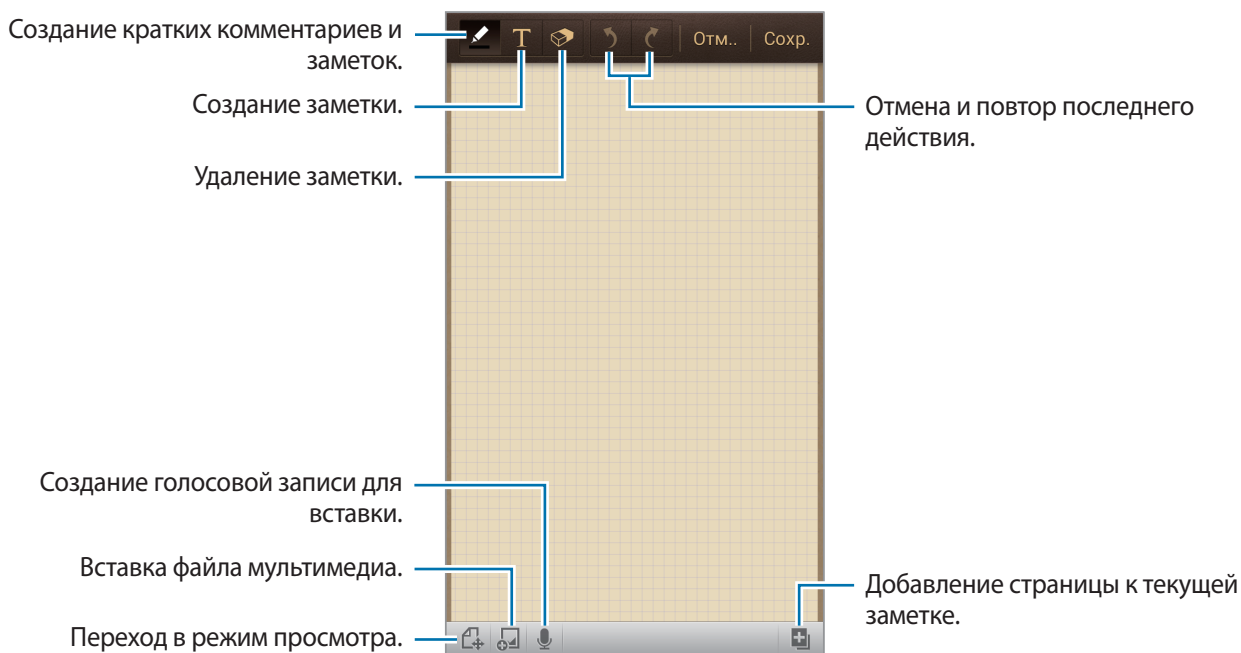 Создание кратких комментариев и
заметок.
T
Отм..
Сохр.
Создание заметки.
Отмена и повтор последнего
действия.
Удаление заметки.
Создание голосовой записи для
вставки.
Вставка файла мультимедиа.
Добавление страницы к текущей
заметке.
Переход в режим просмотра.